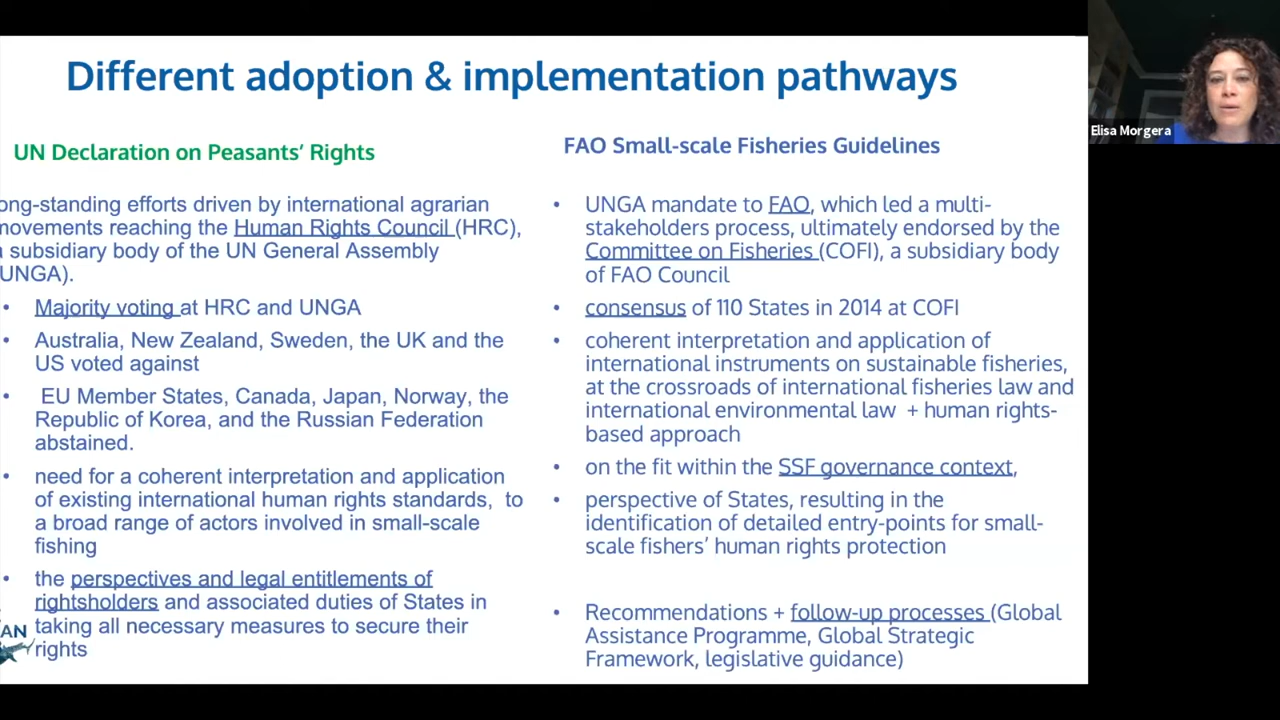 Different adoption & implementation pathways
Elisa Morgera
UN Declaration on Peasants' Rights
ong-standing efforts driven by international agrarian
movements reaching the Human Rights Council (HRC),
a subsidiary body of the UN General Assembly
UNGA).
• Majority voting at HRC and UNGA
• Australia, New Zealand, Sweden, the UK and the
US voted against
• EU Member States, Canada, Japan, Norway, the
Republic of Korea, and the Russian Federation
abstained.
• need for a coherent interpretation and application
of existing international human rights standards, to
a broad range of actors involved in small-scale
fishing
• the perspectives and legal entitlements of
rightsholders and associated duties of States in
taking all necessary measures to secure their
rights
AN
FAO Small-scale Fisheries Guidelines
• UNGA mandate to FAO, which led a multi-
stakeholders process, ultimately endorsed by the
Committee on Fisheries (COFI), a subsidiary body
of FAO Council
• consensus of 110 States in 2014 at COFI
• coherent interpretation and application of
international instruments on sustainable fisheries,
at the crossroads of international fisheries law and
international environmental law + human rights-
based approach
• on the fit within the SSF governance context,
• perspective of States, resulting in the
identification of detailed entry-points for small-
scale fishers' human rights protection
• Recommendations + follow-up processes (Global
Assistance Programme, Global Strategic
Framework, legislative guidance)